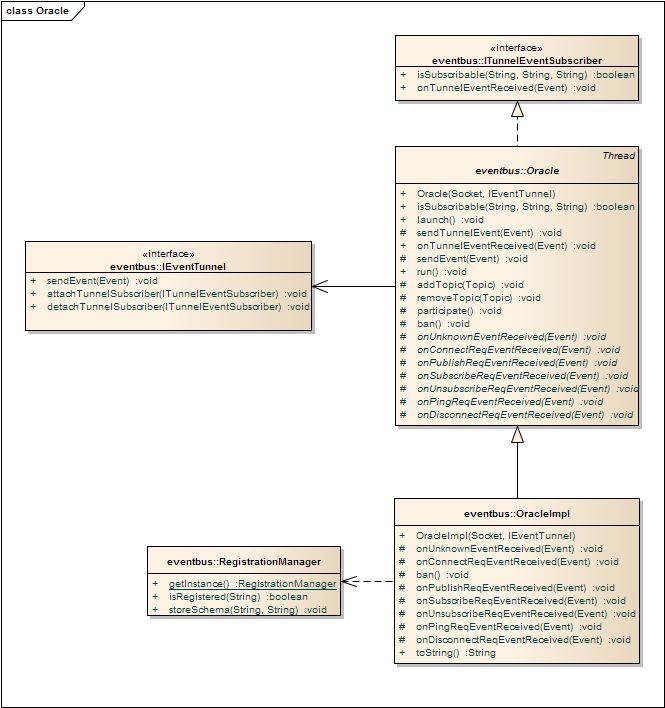 class Oracle
«interface»
eventbus::ITunnelEventSubscriber
+ isSubscribable(String, String, String) :boolean
+ onTunnelEventReceived(Event) :void
Thread
eventbus::Oracle
+ Oracle(Socket, IEventTunnel)
+ isSubscribable(String, String, String) :boolean
+ launch() :void
# sendTunnelEvent(Event) :void
+ onTunnelEventReceived(Event) :void
# sendEvent(Event) :void
+ run() :void
# addTopic(Topic) :void
# removeTopic(Topic) :void
# participate() :void
# ban() :void
# onUnknownEventReceived(Event) :void
# onConnectReqEventReceived(Event) :void
# onPublishReqEventReceived(Event) :void
# onSubscribeReqEventReceived(Event) :void
# onUnsubscribeReqEventReceived(Event) :void
# onPingReqEventReceived(Event) :void
# onDisconnectReqEventReceived(Event) :void
«interface»
eventbus::IEventTunnel
+ sendEvent(Event) :void
+ attachTunnelSubscriber(ITunnelEventSubscriber) :void
+ detachTunnelSubscriber(ITunnelEventSubscriber) :void
eventbus::OracleImpl
+ OracleImpl(Socket, IEventTunnel)
# onUnknownEventReceived(Event) :void
# onConnectReqEventReceived(Event) :void
# ban() :void
# onPublishReqEventReceived(Event) :void
# onSubscribeReqEventReceived(Event) :void
# onUnsubscribeReqEventReceived(Event) :void
# onPingReqEventReceived(Event) :void
# onDisconnectReqEventReceived(Event) :void
+ toString() :String
eventbus::RegistrationManager
+ getInstance() :RegistrationManager
+ isRegistered(String) :boolean
+ storeSchema(String, String) :void